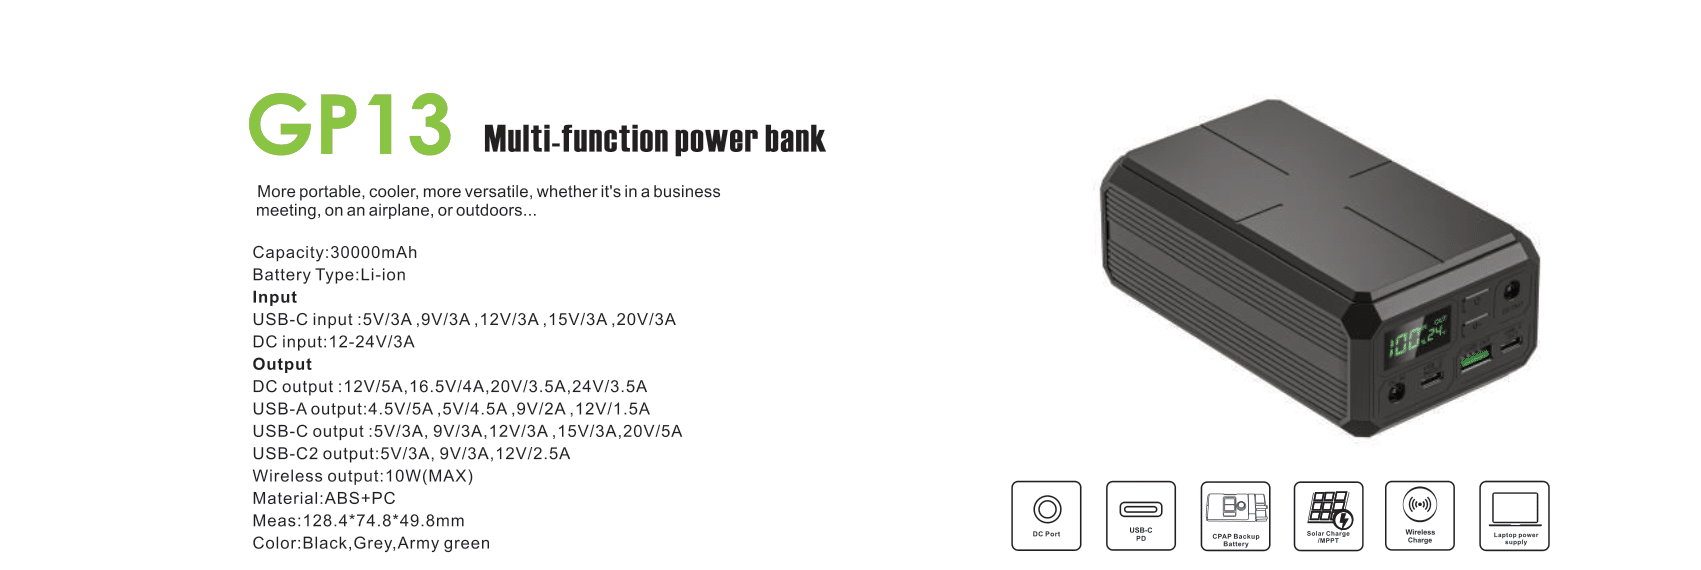 GP13 Multi-function power bank
More portable, cooler, more versatile, whether it's in a business
meeting, on an airplane, or outdoors...
Capacity:30000mAh
Battery Type:Li-ion
Input
USB-C input :5V/3A ,9V/3A ,12V/3A ,15V/3A ,20V/3A
DC input:12-24V/3A
Output
DC output :12V/5A,16.5V/4A,20V/3.5A,24V/3.5A
USB-A output:4.5V/5A ,5V/4.5A ,9V/2A ,12V/1.5A
USB-C output :5V/3A, 9V/3A,12V/3A ,15V/3A,20V/5A
USB-C2 output:5V/3A, 9V/3A,12V/2.5A
Wireless output:10W(MAX)
Material:ABS+PC
Meas:128.4*74.8*49.8mm
Color:Black,Grey,Army green
100% 24V
OUT
DC Port
USB-C
PD
CPAP Backup
Battery
Solar Charge
/MPPT
Wireless
Charge
Laptop power
supply